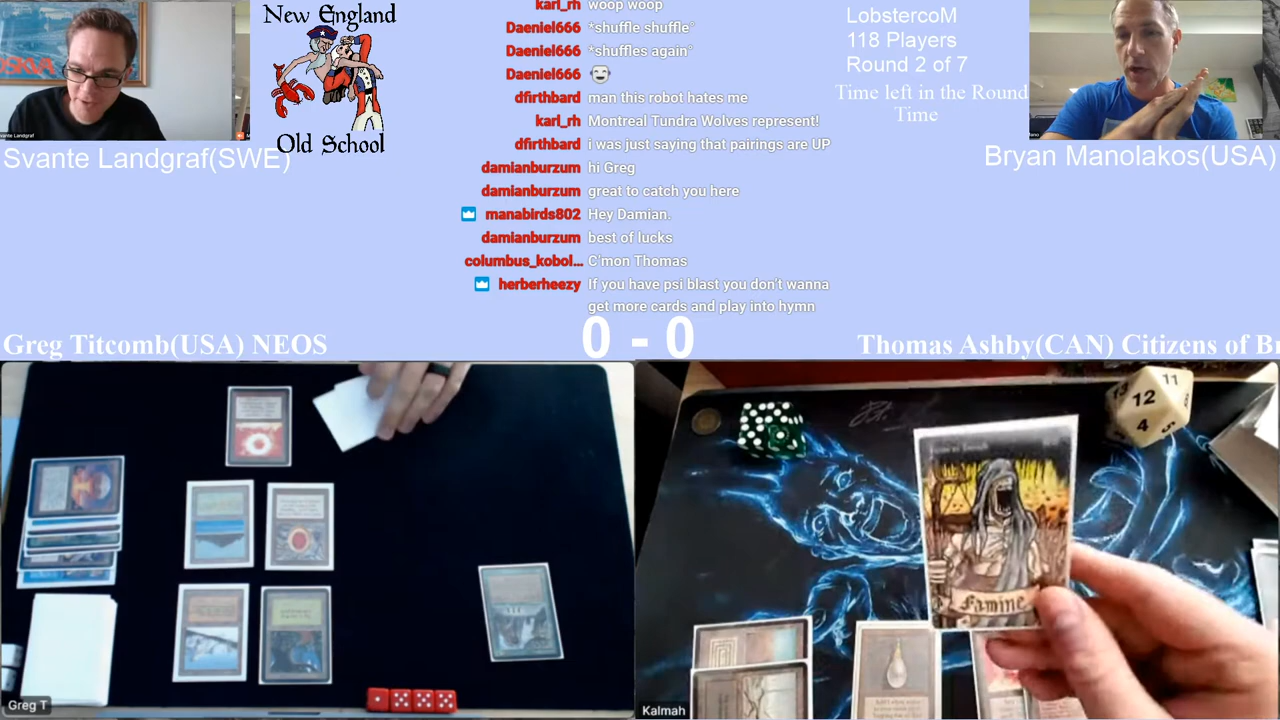 New England
Old School
Svante Landgraf
Svante Landgraf(SWE)
karl_rh woop woop
Daeniel666 *shuffle shuffle*
Daeniel666 *shuffles again*
Daeniel666
dfirthbard man this robot hates me
karl_rh Montreal Tundra Wolves represent!
dfirthbard i was just saying that pairings are UP
damianburzum hi Greg
damianburzum great to catch you here
manabirds802 Hey Damian.
damianburzum best of lucks
columbus_kobol... C'mon Thomas
herberheezy If you have psi blast you don't wanna
get more cards and play into hymn
LobstercoM
118 Players
Round 2 of 7
Time left in the Round
Time
Bryan Manolakos(USA)
Greg Titcomb(USA) NEOS
0 - 0
Thomas Ashby(CAN) Citizens of Br
12
11
4
Famine
Greg T
Kalmah